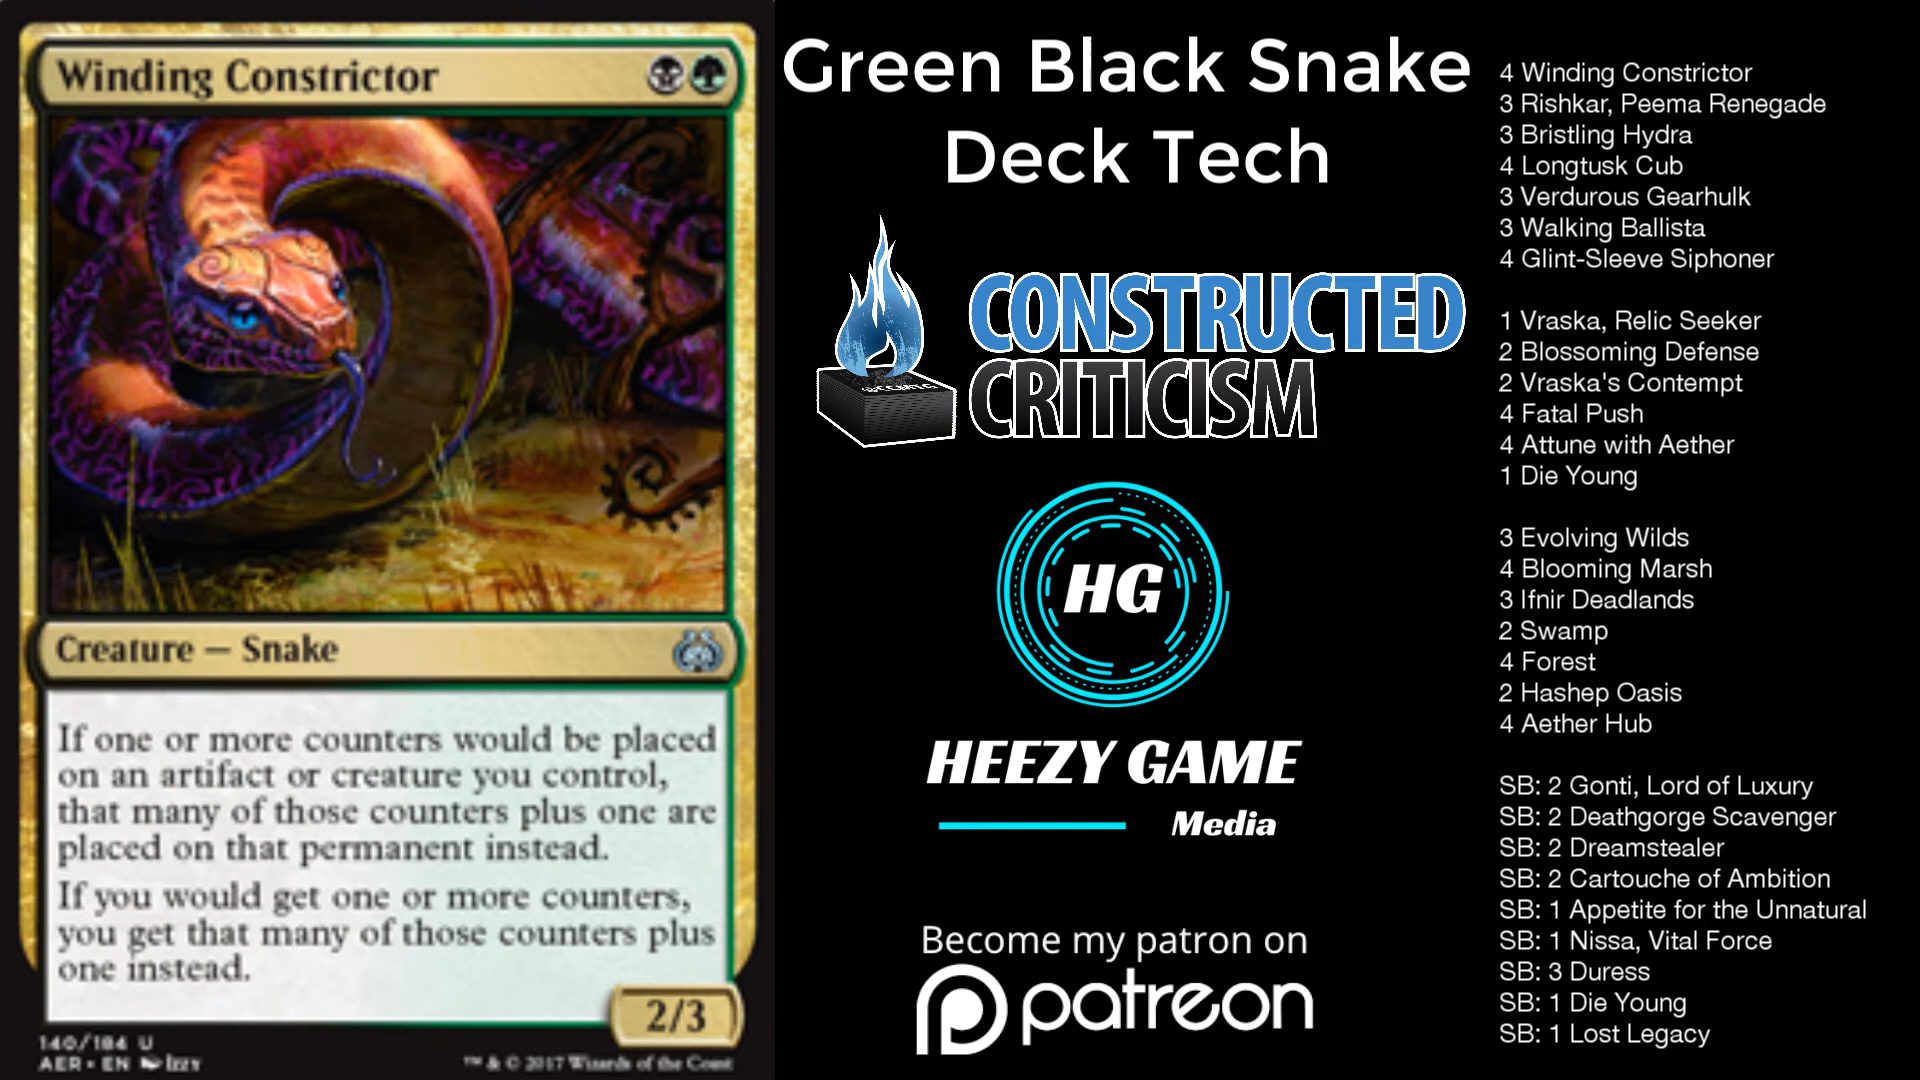 Winding Constrictor
Creature — Snake
If one or more counters would be placed
on an artifact or creature you control,
that many of those counters plus one are
placed on that permanent instead.
If you would get one or more counters,
you get that many of those counters plus
one instead.
2/3
140/184 U
AER • EN Izzy
™ & © 2017 Wizards of the Coast
Green Black Snake
Deck Tech
@CCMTG
CONSTRUCTED
CRITICISM
HG
HEEZY GAME
Media
Become my patron on
patreon
4 Winding Constrictor
3 Rishkar, Peema Renegade
3 Bristling Hydra
4 Longtusk Cub
3 Verdurous Gearhulk
3 Walking Ballista
4 Glint-Sleeve Siphoner
1 Vraska, Relic Seeker
2 Blossoming Defense
2 Vraska's Contempt
4 Fatal Push
4 Attune with Aether
1 Die Young
3 Evolving Wilds
4 Blooming Marsh
3 Ifnir Deadlands
2 Swamp
4 Forest
2 Hashep Oasis
4 Aether Hub
SB: 2 Gonti, Lord of Luxury
SB: 2 Deathgorge Scavenger
SB: 2 Dreamstealer
SB: 2 Cartouche of Ambition
SB: 1 Appetite for the Unnatural
SB: 1 Nissa, Vital Force
SB: 3 Duress
SB: 1 Die Young
SB: 1 Lost Legacy